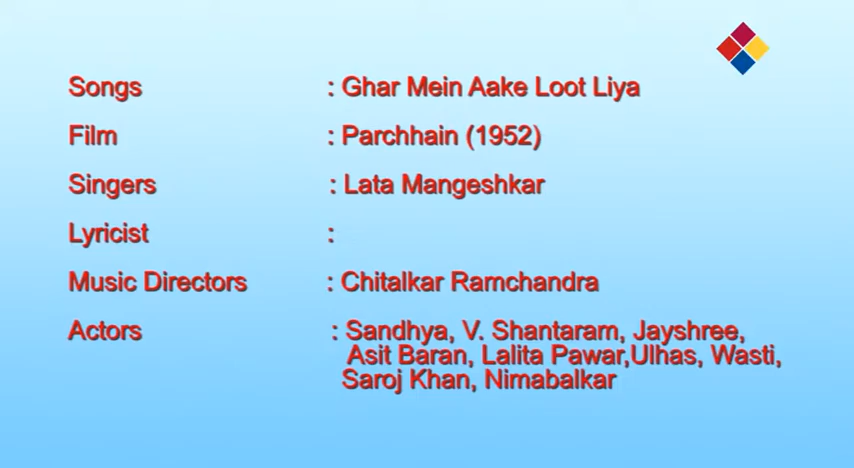 Songs : Ghar Mein Aake Loot Liya
Film : Parchhain (1952)
Singers : Lata Mangeshkar
Lyricist :
Music Directors : Chitalkar Ramchandra
Actors : Sandhya, V. Shantaram, Jayshree,
Asit Baran, Lalita Pawar,Ulhas, Wasti,
Saroj Khan, Nimabalkar